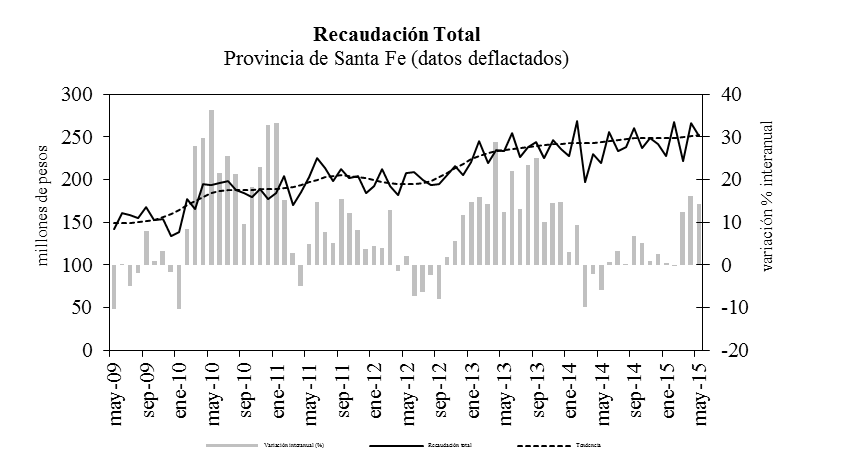 Recaudación Total
Provincia de Santa Fe (datos deflactados)
millones de pesos
300
250
200
150
100
50
0
40
30
20
10
0
-10
-20
variación % interanual
may-09
sep-09
ene-10
may-10
sep-10
ene-11
may-11
sep-11
ene-12
may-12
sep-12
ene-13
may-13
sep-13
ene-14
may-14
sep-14
ene-15
may-15
Variación interanual (%)
Recaudación total
Tendencia